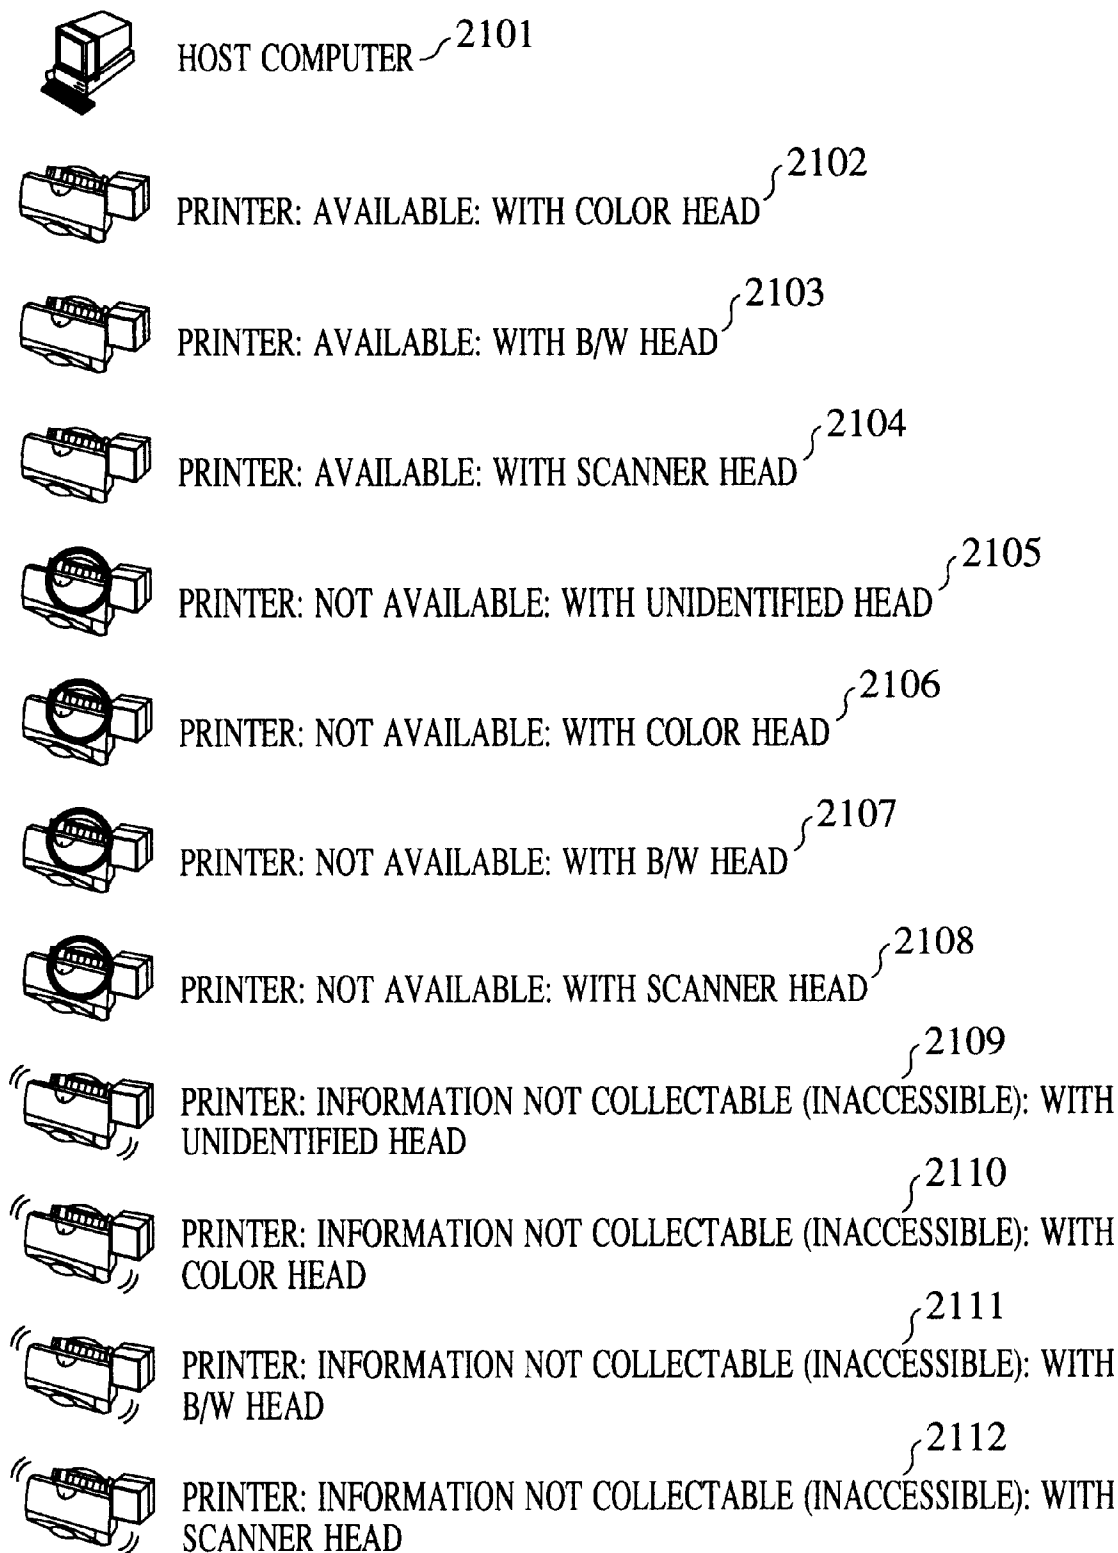 HOST COMPUTER 2101
PRINTER: AVAILABLE: WITH COLOR HEAD 2102
PRINTER: AVAILABLE: WITH B/W HEAD 2103
PRINTER: AVAILABLE: WITH SCANNER HEAD 2104
PRINTER: NOT AVAILABLE: WITH UNIDENTIFIED HEAD 2105
PRINTER: NOT AVAILABLE: WITH COLOR HEAD 2106
PRINTER: NOT AVAILABLE: WITH B/W HEAD 2107
PRINTER: NOT AVAILABLE: WITH SCANNER HEAD 2108
2109
PRINTER: INFORMATION NOT COLLECTABLE (INACCESSIBLE): WITH
UNIDENTIFIED HEAD
2110
PRINTER: INFORMATION NOT COLLECTABLE (INACCESSIBLE): WITH
COLOR HEAD
2111
PRINTER: INFORMATION NOT COLLECTABLE (INACCESSIBLE): WITH
B/W HEAD
2112
PRINTER: INFORMATION NOT COLLECTABLE (INACCESSIBLE): WITH
SCANNER HEAD